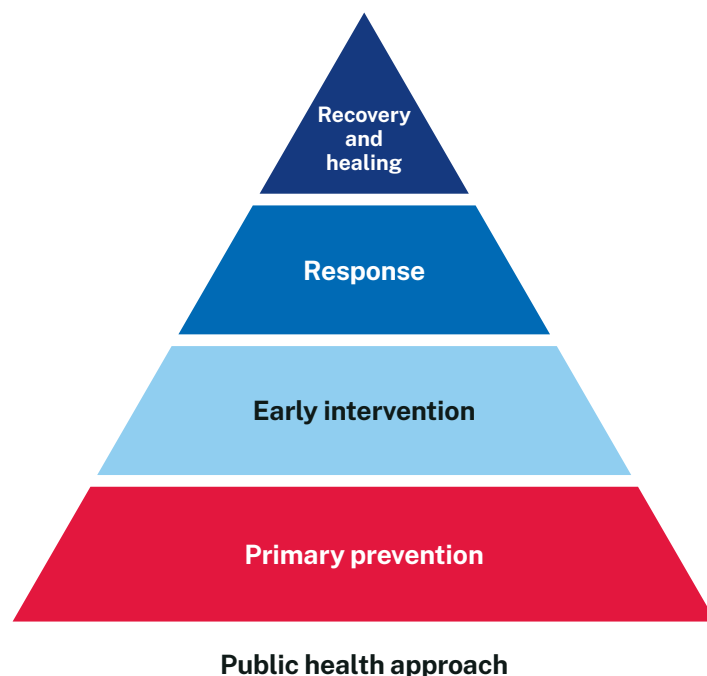 Recovery
and
healing
Response
Early intervention
Primary prevention
Public health approach